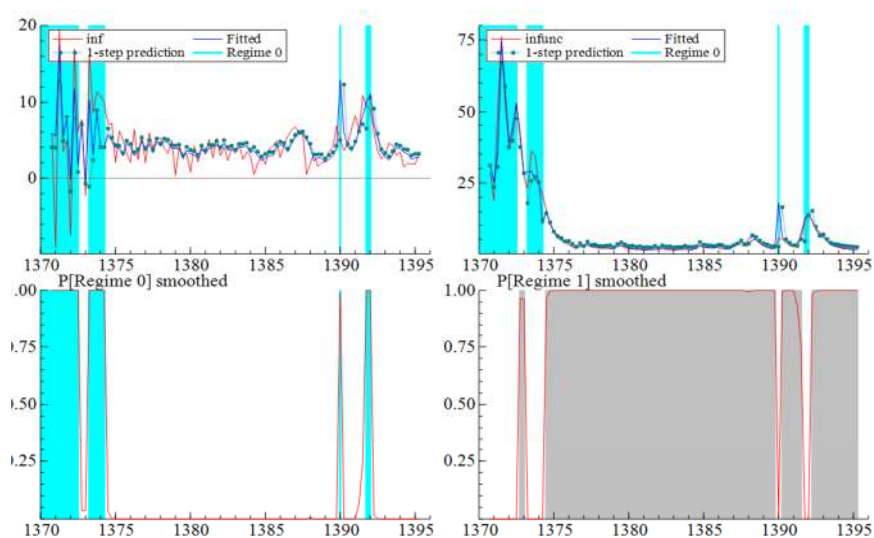 20
inf
Fitted
1-step prediction
Regime 0
10
0
1370 1375 1380 1385 1390 1395
75
infunc
Fitted
1-step prediction
Regime 0
50
25
1370 1375 1380 1385 1390 1395
P[Regime 0] smoothed
.00
0.75
0.50
0.25
1370 1375 1380 1385 1390 1395
P[Regime 1] smoothed
1.00
0.75
0.50
0.25
1370 1375 1380 1385 1390 1395